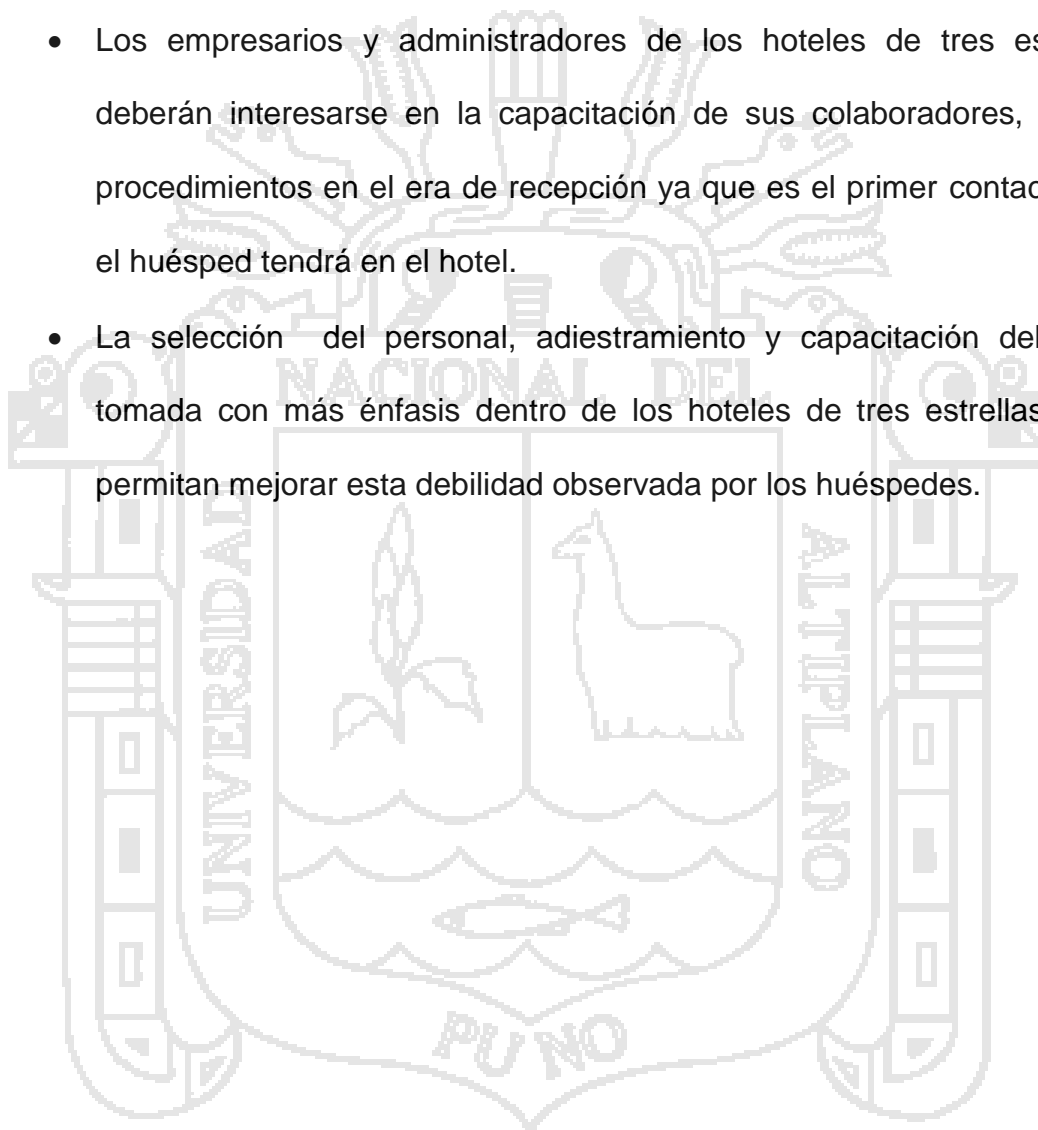 • Los empresarios y administradores de los hoteles de tres es
deberán interesarse en la capacitación de sus colaboradores,
procedimientos en el era de recepción ya que es el primer contac
el huésped tendrá en el hotel.
• La selección del personal, adiestramiento y capacitación del
tomada con más énfasis dentro de los hoteles de tres estrellas
permitan mejorar esta debilidad observada por los huéspedes.
NACIONAL DEL
UNIVERSIDAD
ALTIPLANO
PUNO